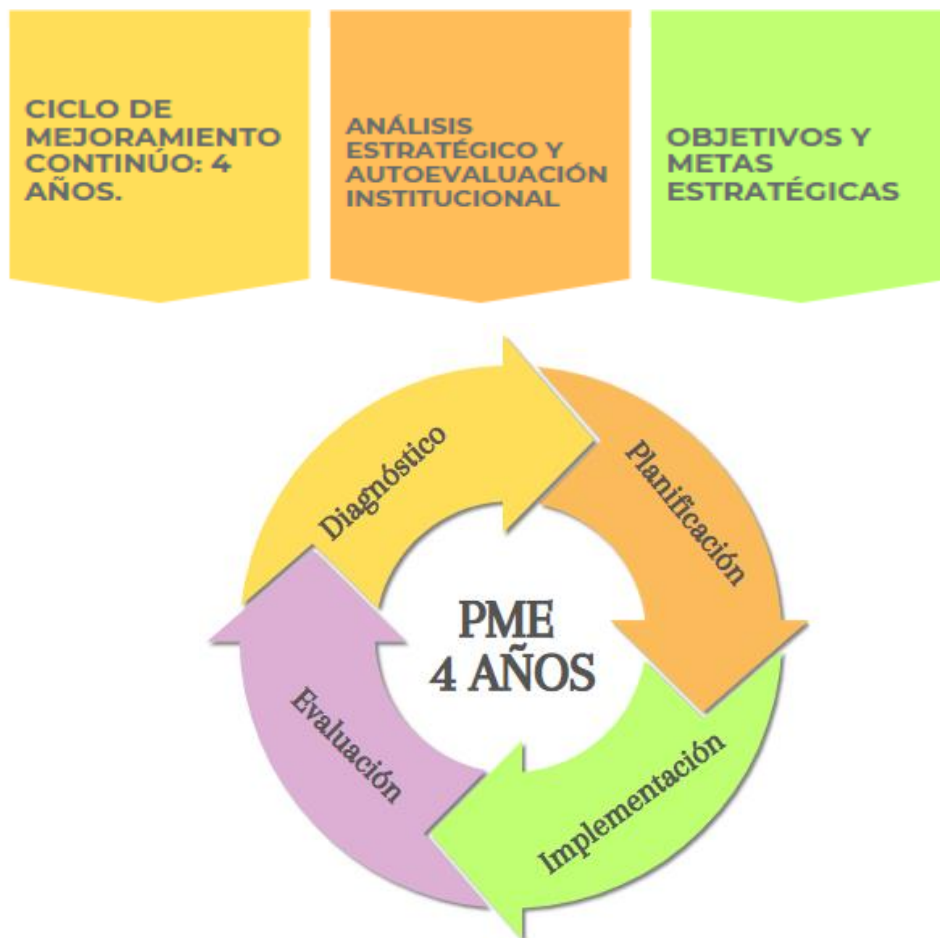 CICLO DE
MEJORAMIENTO
CONTINÚO: 4
AÑOS.
ANÁLISIS
ESTRATÉGICO Y
AUTOEVALUACIÓN
INSTITUCIONAL
OBJETIVOS Y
METAS
ESTRATÉGICAS
Diagnóstico
Planificación
PME
4 AÑOS
Evaluación
Implementación